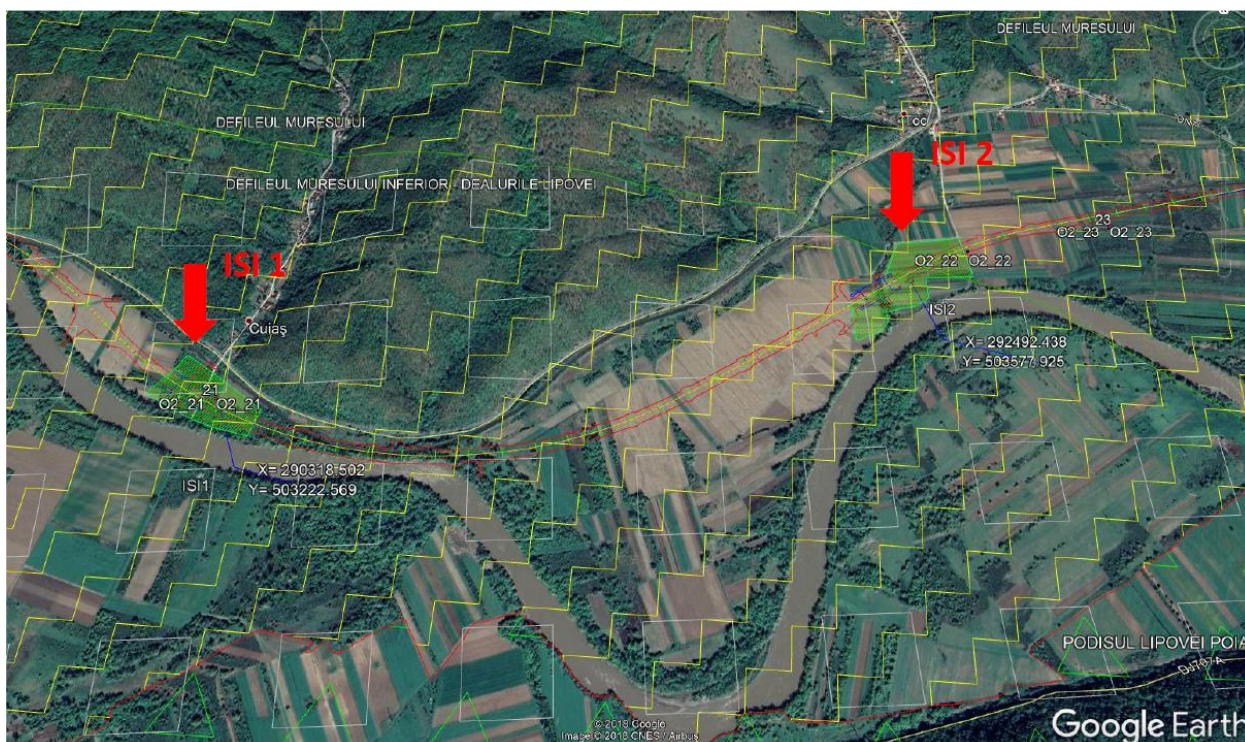 DEFILEUL MURESULUI
DEFILEUL MURESULUI
DEFILEUL MURESULUI INFERIOR - DEALURILE LIPOVEI
ISI 2
ISI 1
23
O2_23 O2_23
O2_22 O2_22
ISI2
X= 292492.438
Y= 503577.925
Cuiaş
21
O2_21 O2_21
X= 290318.502
Y= 503222.569
ISI1
PODISUL LIPOVEI POIA
DJ707A
© 2018 Google
Image © 2018 CNES / Airbus
Google Earth